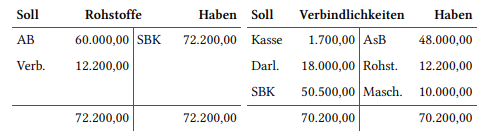 Soll Rohstoffe Haben
AB 60.000,00 SBK 72.200,00
Verb. 12.200,00
72.200,00 72.200,00
Soll Verbindlichkeiten Haben
Kasse 1.700,00 AsB 48.000,00
Darl. 18.000,00 Rohst. 12.200,00
SBK 50.500,00 Masch. 10.000,00
70.200,00 70.200,00